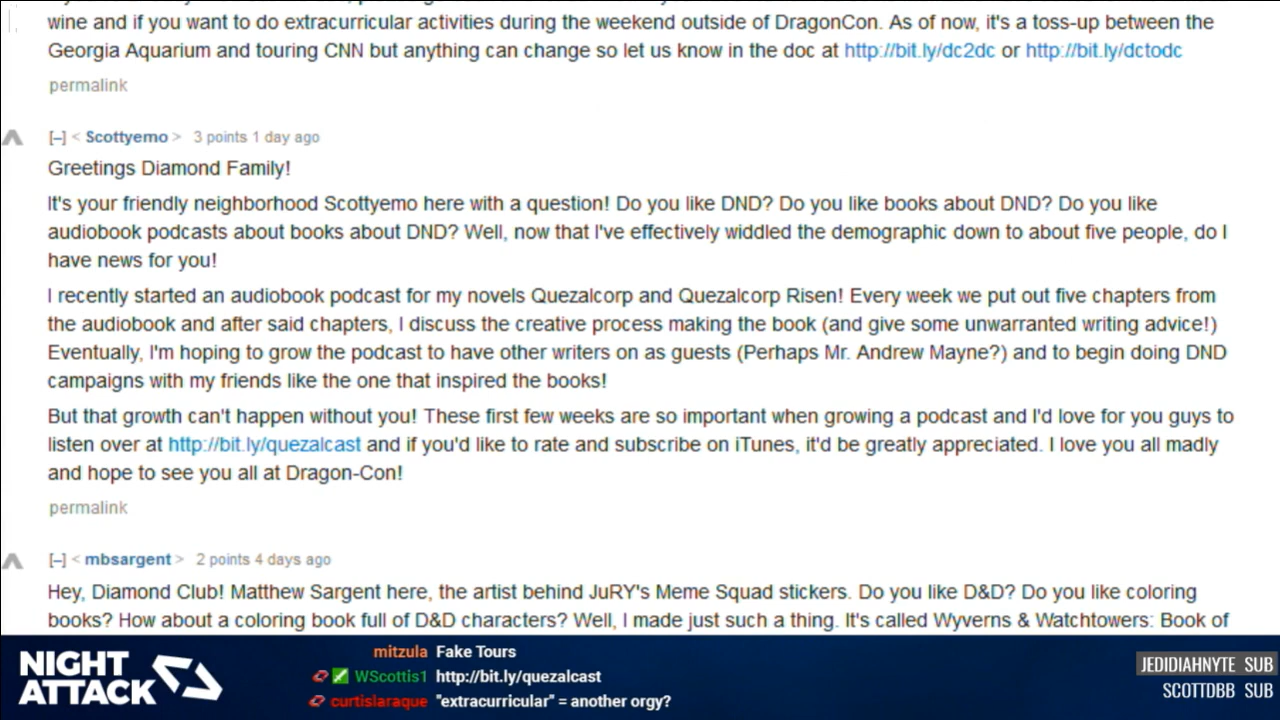 wine and if you want to do extracurricular activities during the weekend outside of DragonCon. As of now, it's a toss-up between the
Georgia Aquarium and touring CNN but anything can change so let us know in the doc at http://bit.ly/dc2dc or http://bit.ly/dctodc
permalink
[–] < Scottyemo > 3 points 1 day ago
Greetings Diamond Family!
It's your friendly neighborhood Scottyemo here with a question! Do you like DND? Do you like books about DND? Do you like
audiobook podcasts about books about DND? Well, now that I've effectively widdled the demographic down to about five people, do I
have news for you!
I recently started an audiobook podcast for my novels Quezalcorp and Quezalcorp Risen! Every week we put out five chapters from
the audiobook and after said chapters, I discuss the creative process making the book (and give some unwarranted writing advice!)
Eventually, I'm hoping to grow the podcast to have other writers on as guests (Perhaps Mr. Andrew Mayne?) and to begin doing DND
campaigns with my friends like the one that inspired the books!
But that growth can't happen without you! These first few weeks are so important when growing a podcast and I'd love for you guys to
listen over at http://bit.ly/quezalcast and if you'd like to rate and subscribe on iTunes, it'd be greatly appreciated. I love you all madly
and hope to see you all at Dragon-Con!
permalink
[–] < mbsargent > 2 points 4 days ago
Hey, Diamond Club! Matthew Sargent here, the artist behind JuRY's Meme Squad stickers. Do you like D&D? Do you like coloring
books? How about a coloring book full of D&D characters? Well, I made just such a thing. It's called Wyverns & Watchtowers: Book of
NIGHT
ATTACK
mitzula Fake Tours
WScottis1 http://bit.ly/quezalcast
curtislaraque "extracurricular" = another orgy?
JEDIDIAHNYTE SUB
SCOTTDBB SUB